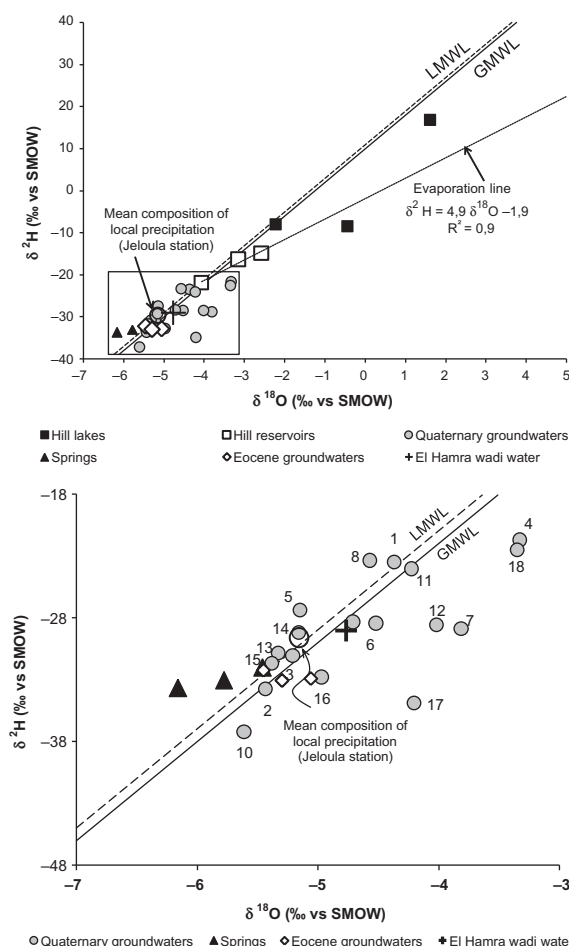 40
30
20
10
0
−10
−20
−30
−40
δ ²H (‰ vs SMOW)
LMWL
GMWL
Evaporation line
δ² H = 4,9 δ¹⁸O −1,9
R² = 0,9
Mean composition of
local precipitation
(Jeloula station)
−7 −6 −5 −4 −3 −2 −1 0 1 2 3 4 5
δ ¹⁸O (‰ vs SMOW)
Hill lakes Hill reservoirs Quaternary groundwaters
Springs Eocene groundwaters El Hamra wadi water
−18
−28
−38
−48
δ ²H (‰ vs SMOW)
LMWL
GMWL
4
18
1
8
11
5
14
12
7
6
13
15
3
16
2
17
10
Mean composition of
local precipitation
(Jeloula station)
−7 −6 −5 −4 −3
δ ¹⁸O (‰ vs SMOW)
Quaternary groundwaters Springs Eocene groundwaters El Hamra wadi water